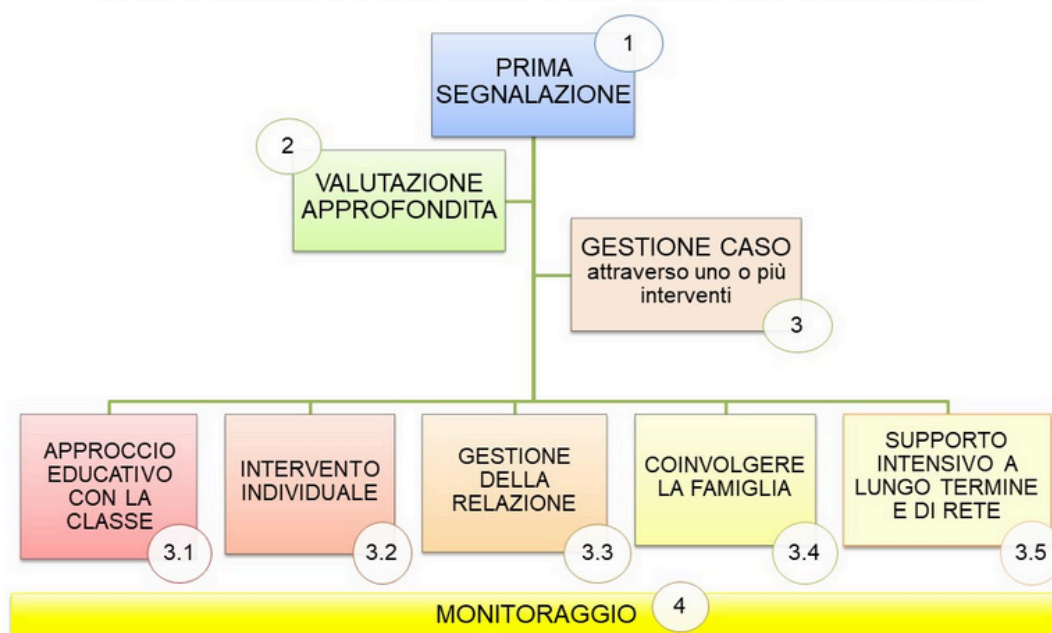 1
PRIMA
SEGNALAZIONE
2
VALUTAZIONE
APPROFONDITA
GESTIONE CASO
attraverso uno o più
interventi
3
APPROCCIO
EDUCATIVO
CON LA
CLASSE
3.1
INTERVENTO
INDIVIDUALE
3.2
GESTIONE
DELLA
RELAZIONE
3.3
COINVOLGERE
LA FAMIGLIA
3.4
SUPPORTO
INTENSIVO A
LUNGO TERMINE
E DI RETE
3.5
MONITORAGGIO 4